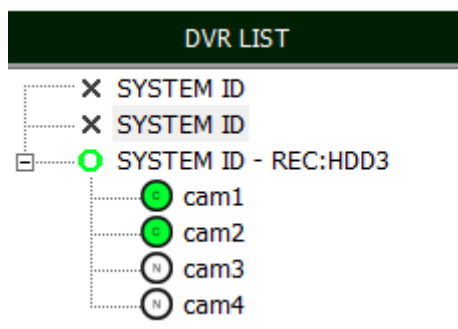 DVR LIST
SYSTEM ID
SYSTEM ID
SYSTEM ID - REC:HDD3
C cam1
C cam2
N cam3
N cam4